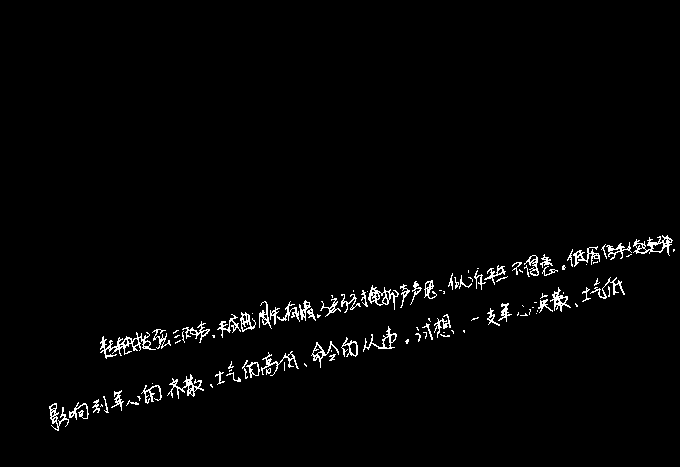 转轴拨弦三两声,未成曲调先有情。弦弦掩抑声声思,似诉平生不得意。低眉信手续续弹,
影响到军心的齐散、士气的高低、命令的从违。试想,一支军心涣散、士气低